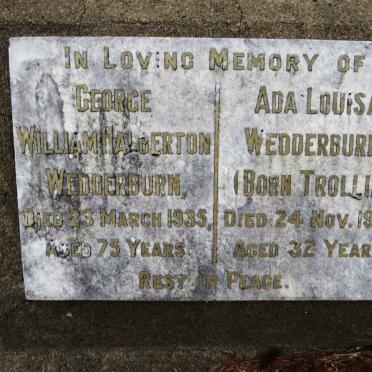 In Loving Memory of
George
William Halberton
Wedderburn,
Died 23 March 1935,
Aged 75 Years
Ada Louisa
Wedderbur
(Born Trolli
Died 24 Nov. 19
Aged 32 Year
Rest in Peace.